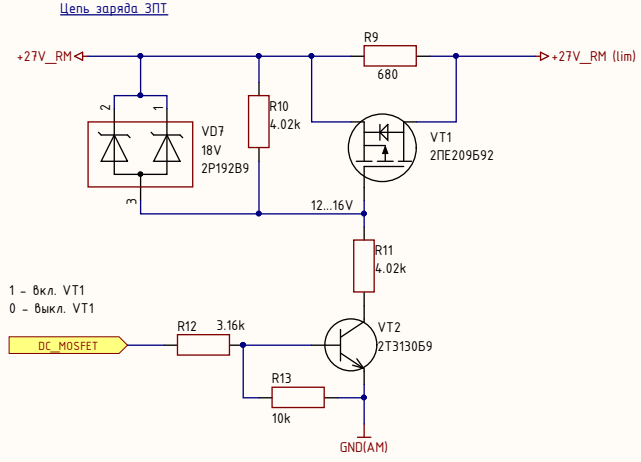 Цепь заряда ЗПТ
R9
+27V_RM
+27V_RM (lim)
680
2
1
R10
4.02k
VD7
18V
2Р192В9
VT1
2ПЕ209Б92
3
12...16V
R11
4.02k
1 - вкл. VT1
0 - выкл. VT1
R12
3.16k
VT2
2Т3130Б9
DC_MOSFET
R13
10k
GND(AM)